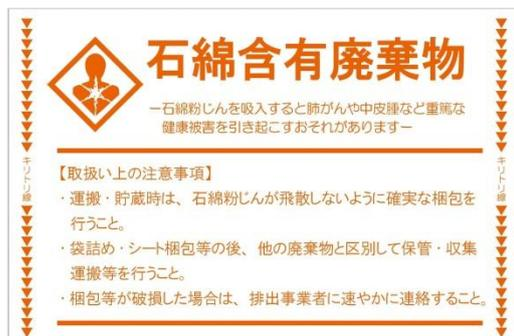 石綿含有廃棄物
ー石綿粉じんを吸入すると肺がんや中皮腫など重篤な
健康被害を引き起こすおそれがありますー
キリトリ線
キリトリ線
【取扱い上の注意事項】
・運搬・貯蔵時は、石綿粉じんが飛散しないように確実な梱包を
行うこと。
・袋詰め・シート梱包等の後、他の廃棄物と区別して保管・収集
運搬等を行うこと。
・梱包等が破損した場合は、排出事業者に速やかに連絡すること。